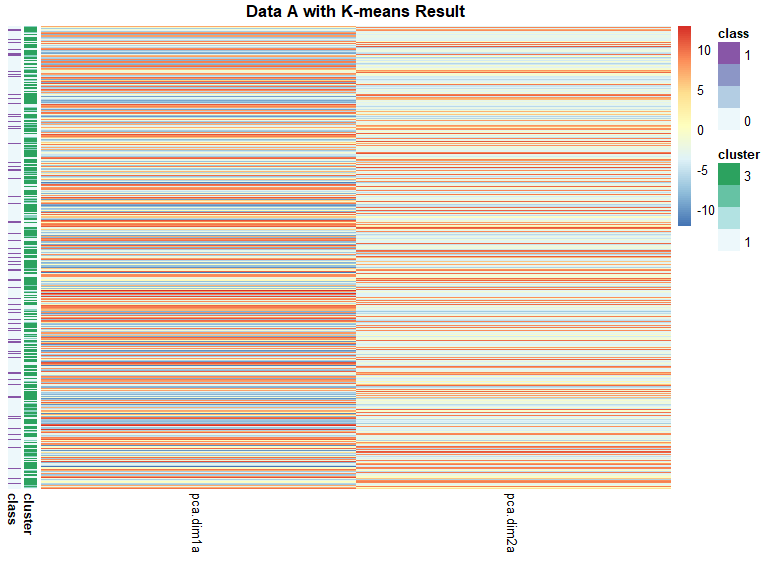 Data A with K-means Result
10
5
0
-5
-10
class
1
0
cluster
3
1
class
cluster
pca.dim1a
pca.dim2a